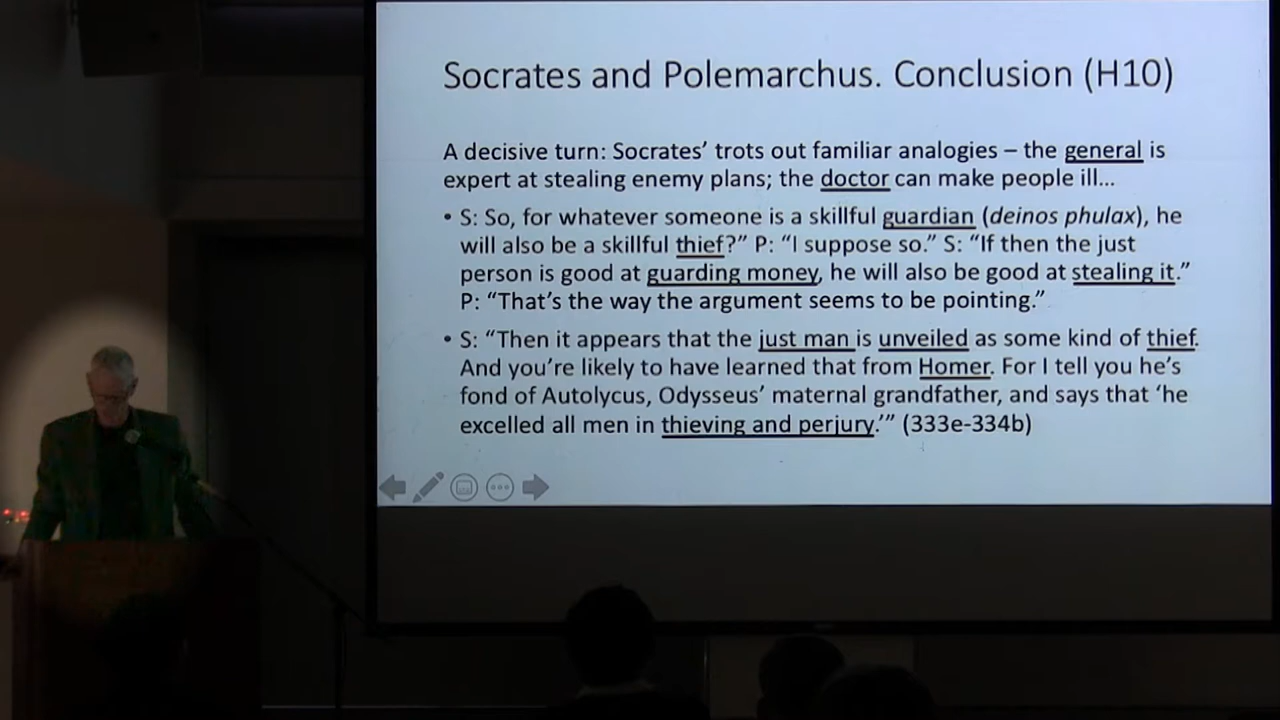 Socrates and Polemarchus. Conclusion (H10)
A decisive turn: Socrates’ trots out familiar analogies – the general is
expert at stealing enemy plans; the doctor can make people ill…
• S: So, for whatever someone is a skillful guardian (deinos phulax), he
will also be a skillful thief?” P: “I suppose so.” S: “If then the just
person is good at guarding money, he will also be good at stealing it.”
P: “That’s the way the argument seems to be pointing.”
• S: “Then it appears that the just man is unveiled as some kind of thief.
And you’re likely to have learned that from Homer. For I tell you he’s
fond of Autolycus, Odysseus’ maternal grandfather, and says that ‘he
excelled all men in thieving and perjury.’” (333e-334b)